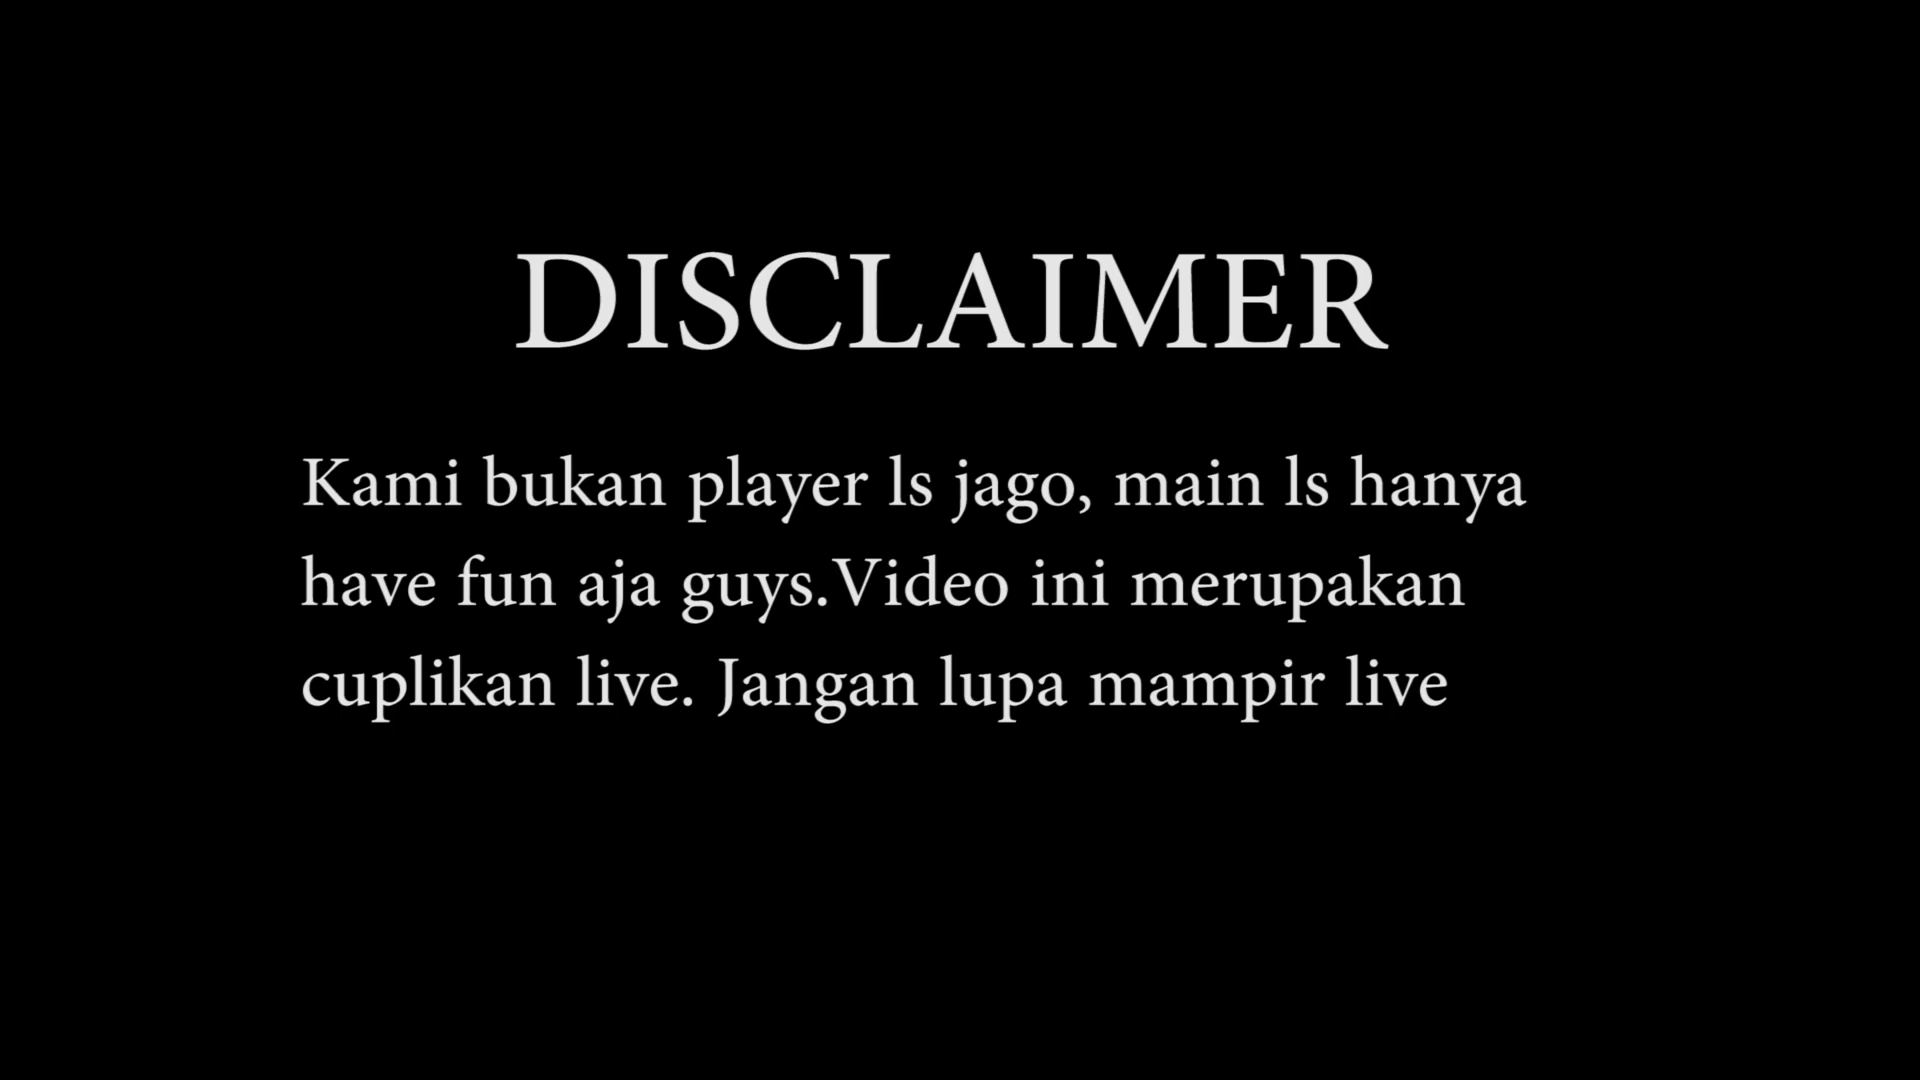 DISCLAIMER
Kami bukan player ls jago, main ls hanya
have fun aja guys.Video ini merupakan
cuplikan live. Jangan lupa mampir live